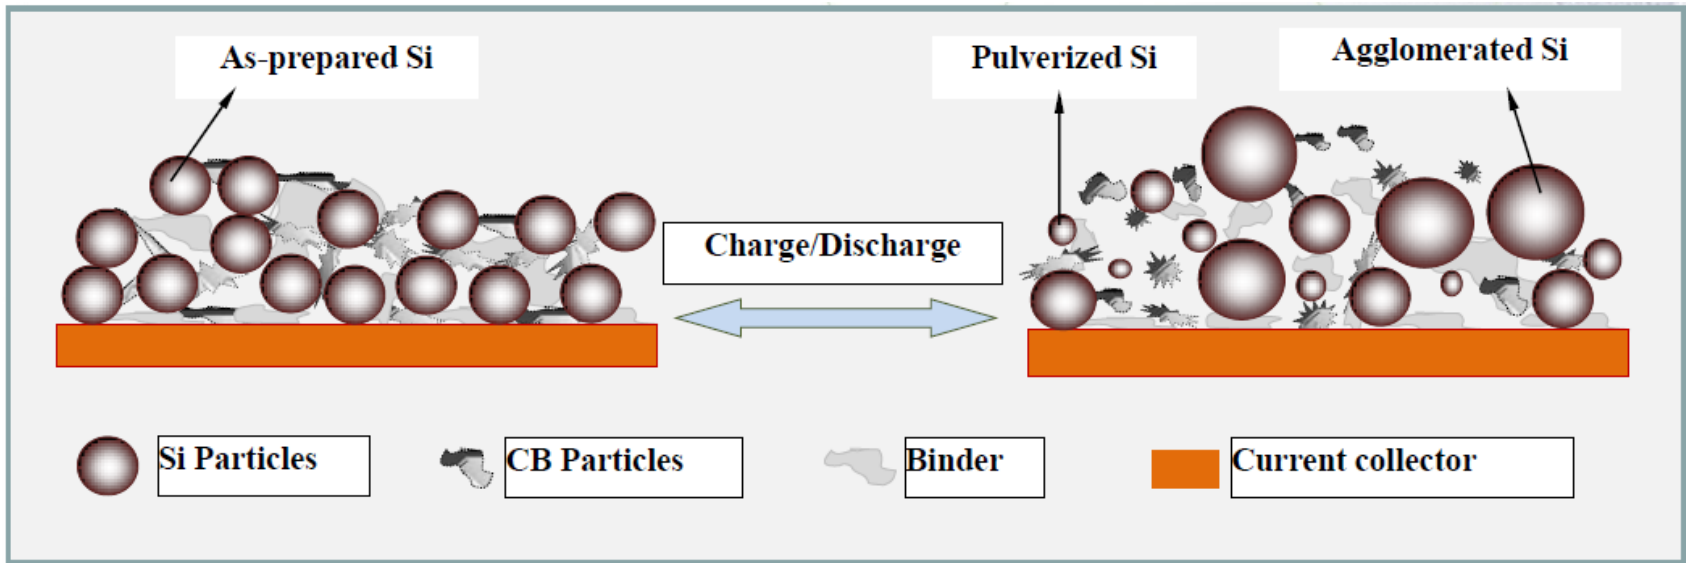 As-prepared Si
Pulverized Si
Agglomerated Si
Charge/Discharge
Si Particles
CB Particles
Binder
Current collector